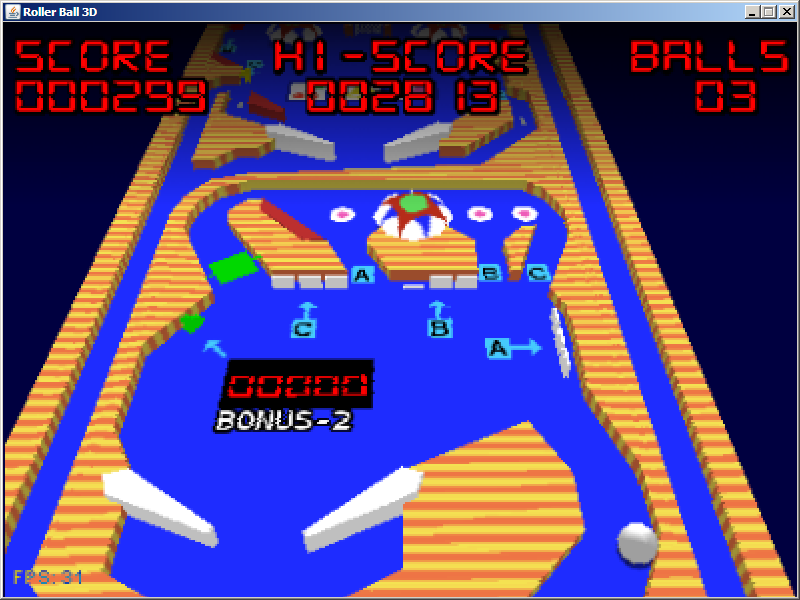 Roller Ball 3D
SCORE HI-SCORE BALLS
000299 002813 03
A B C
C B
A
00000
BONUS-2
FPS: 31